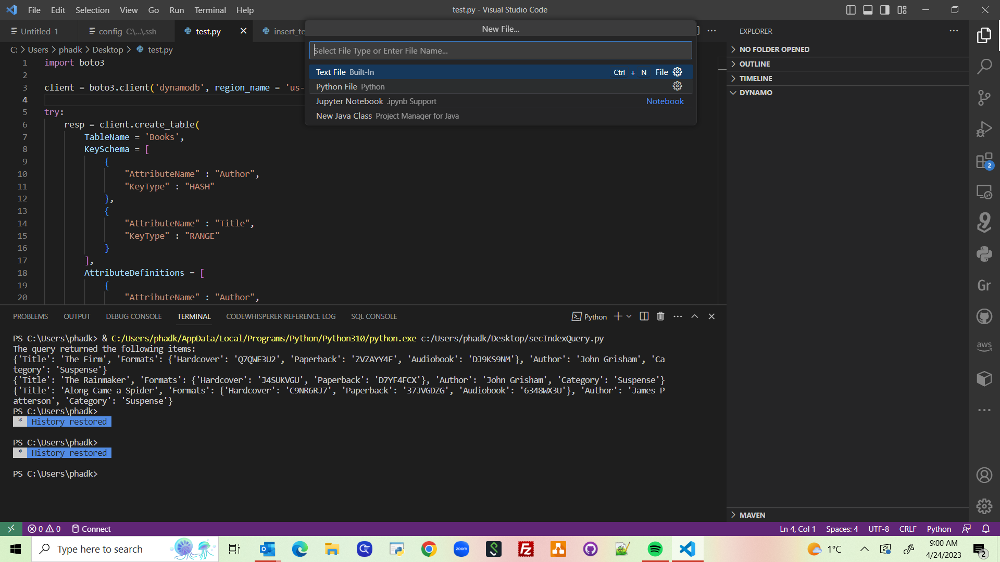 File Edit Selection View Go Run Terminal Help
test.py - Visual Studio Code
Untitled-1
config C:\...\.ssh
test.py
insert_te
New File...
Select File Type or Enter File Name...
Text File Built-In Ctrl + N File
Python File Python
Jupyter Notebook .ipynb Support Notebook
New Java Class Project Manager for Java
C: > Users > phadk > Desktop > test.py
1 import boto3
2
3 client = boto3.client('dynamodb', region_name = 'us-
4
5 try:
6 resp = client.create_table(
7 TableName = 'Books',
8 KeySchema = [
9 {
10 "AttributeName" : "Author",
11 "KeyType" : "HASH"
12 },
13 {
14 "AttributeName" : "Title",
15 "KeyType" : "RANGE"
16 }
17 ],
18 AttributeDefinitions = [
19 {
20 "AttributeName" : "Author",
EXPLORER
NO FOLDER OPENED
OUTLINE
TIMELINE
DYNAMO
MAVEN
2
Gr
aws
PROBLEMS OUTPUT DEBUG CONSOLE TERMINAL CODEWHISPERER REFERENCE LOG SQL CONSOLE
Python
PS C:\Users\phadk> & C:/Users/phadk/AppData/Local/Programs/Python/Python310/python.exe c:/Users/phadk/Desktop/secIndexQuery.py
The query returned the following items:
{'Title': 'The Firm', 'Formats': {'Hardcover': 'Q7QWE3U2', 'Paperback': 'ZVZAYY4F', 'Audiobook': 'DJ9KS9NM'}, 'Author': 'John Grisham', 'Ca
tegory': 'Suspense'}
{'Title': 'The Rainmaker', 'Formats': {'Hardcover': 'J4SUKVGU', 'Paperback': 'D7YF4FCX'}, 'Author': 'John Grisham', 'Category': 'Suspense'}
{'Title': 'Along Came a Spider', 'Formats': {'Hardcover': 'C9NR6RJ7', 'Paperback': '37JVGDZG', 'Audiobook': '6348WX3U'}, 'Author': 'James P
atterson', 'Category': 'Suspense'}
PS C:\Users\phadk>
* History restored
PS C:\Users\phadk>
* History restored
PS C:\Users\phadk>
0 0 Connect
Ln 4, Col 1 Spaces: 4 UTF-8 CRLF Python
Type here to search
zoom
Fz
1°C
9:00 AM
4/24/2023
2